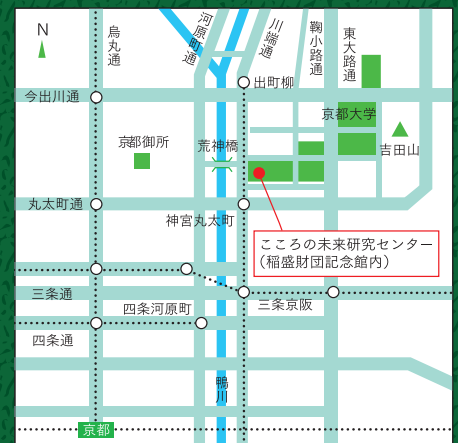 N
烏丸通
河原町通
川端通
鞠小路通
東大路通
出町柳
今出川通
京都大学
京都御所
荒神橋
吉田山
丸太町通
神宮丸太町
こころの未来研究センター
(稲盛財団記念館内)
三条通
四条河原町
三条京阪
四条通
鴨川
京都